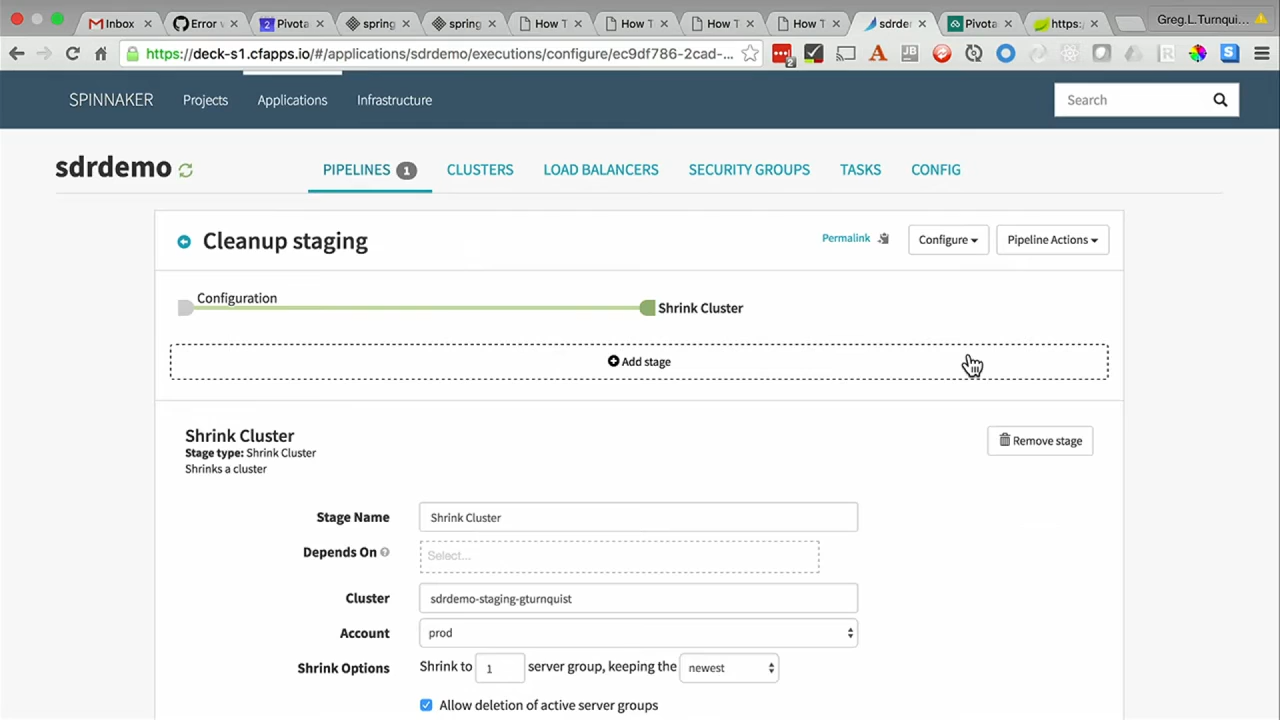 Inbox
Error v
Pivota
spring
spring
How T
How T
How T
How T
sdrde
Pivota
https:/
Greg.L.Turnqui...
https://deck-s1.cfapps.io/#/applications/sdrdemo/executions/configure/ec9df786-2cad-...
2
A
JB
R
S
SPINNAKER
Projects
Applications
Infrastructure
Search
sdrdemo
PIPELINES 1
CLUSTERS
LOAD BALANCERS
SECURITY GROUPS
TASKS
CONFIG
Cleanup staging
Permalink
Configure
Pipeline Actions
Configuration
Shrink Cluster
Add stage
Shrink Cluster
Stage type: Shrink Cluster
Shrinks a cluster
Remove stage
Stage Name
Shrink Cluster
Depends On ?
Select...
Cluster
sdrdemo-staging-gturnquist
Account
prod
Shrink Options
Shrink to 1 server group, keeping the newest
Allow deletion of active server groups